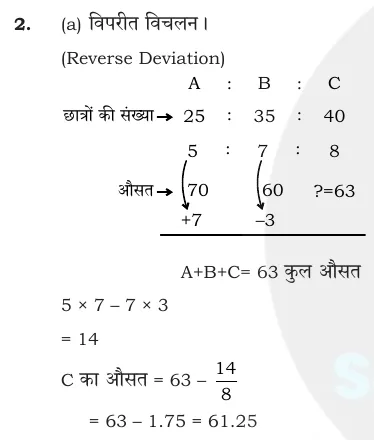 2. (a) विपरीत विचलन।
(Reverse Deviation)
A : B : C
छात्रों की संख्या→ 25 : 35 : 40
5 : 7 : 8
औसत→ 70 60 ?=63
+7 –3
A+B+C= 63 कुल औसत
5 × 7 – 7 × 3
= 14
C का औसत = 63 – 14/8
= 63 – 1.75 = 61.25
S